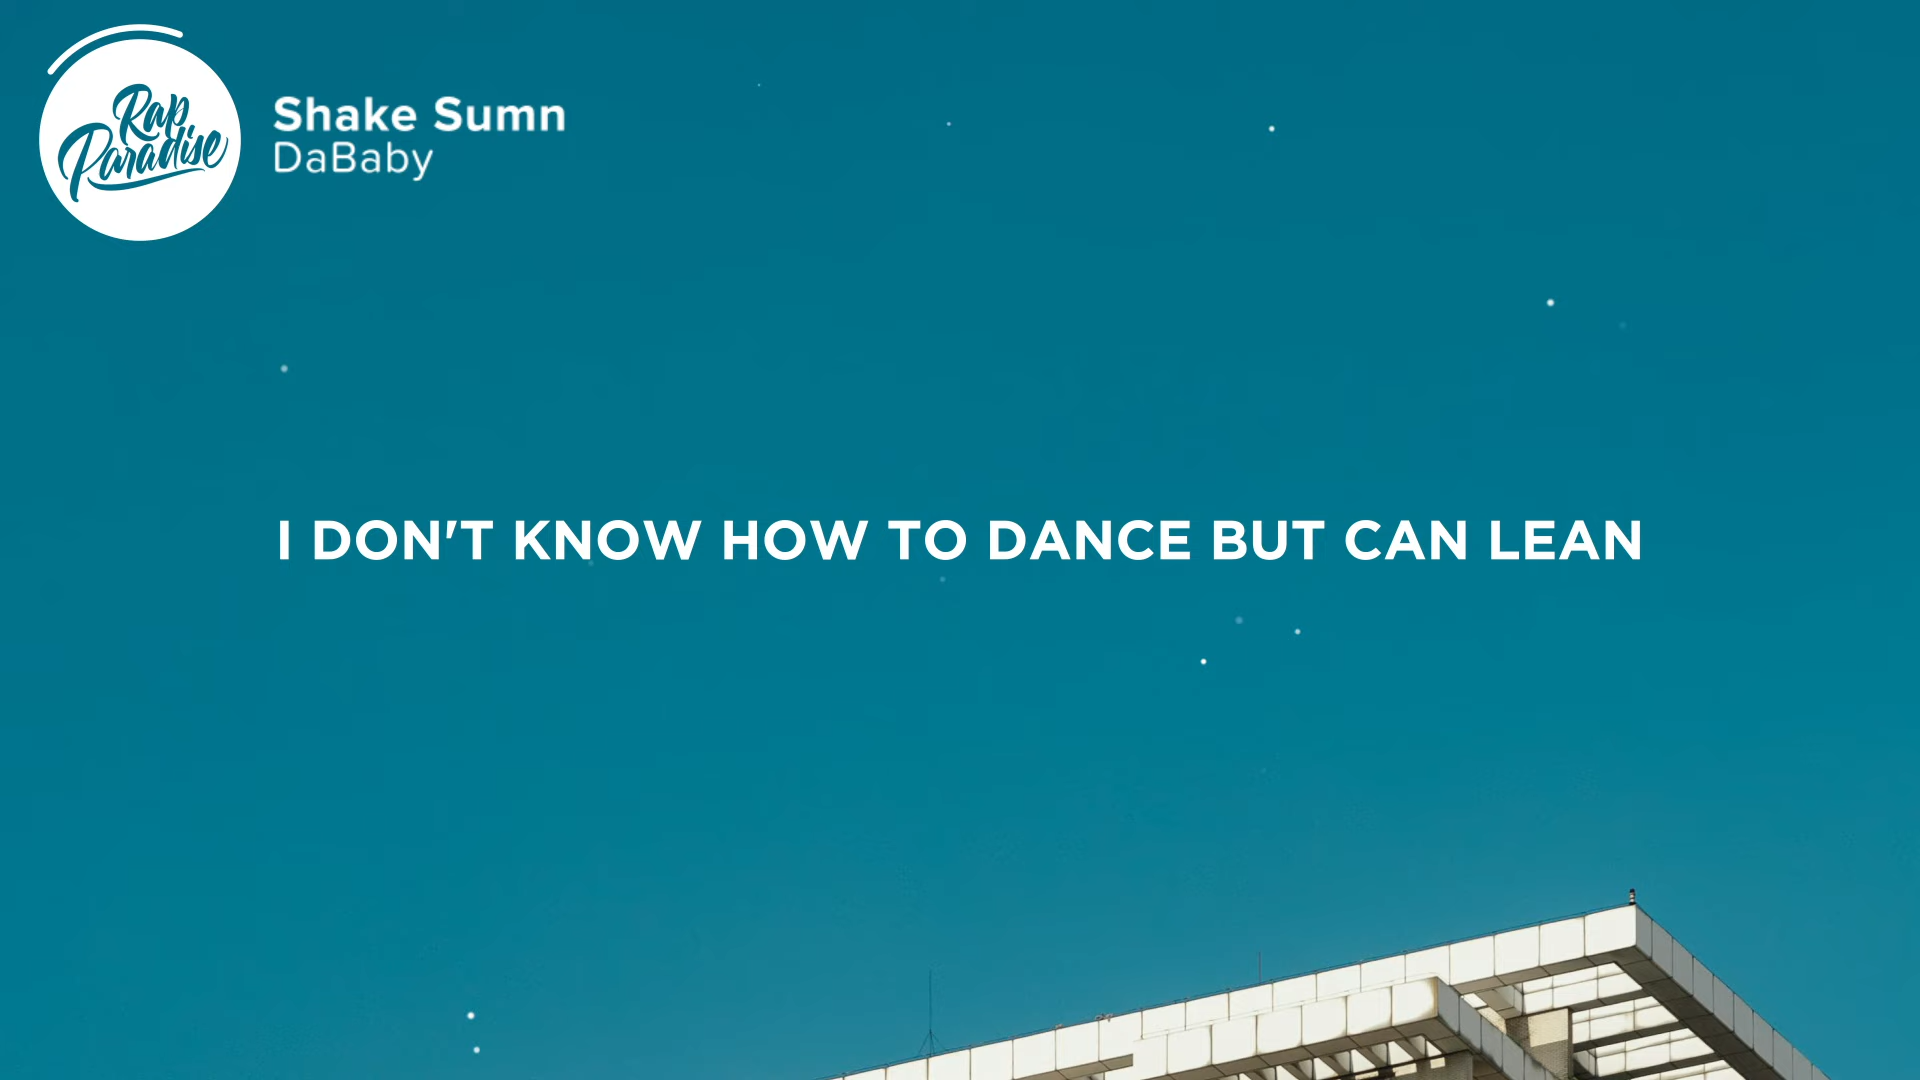 Rap
Paradise
Shake Sumn
DaBaby
I DON'T KNOW HOW TO DANCE BUT CAN LEAN